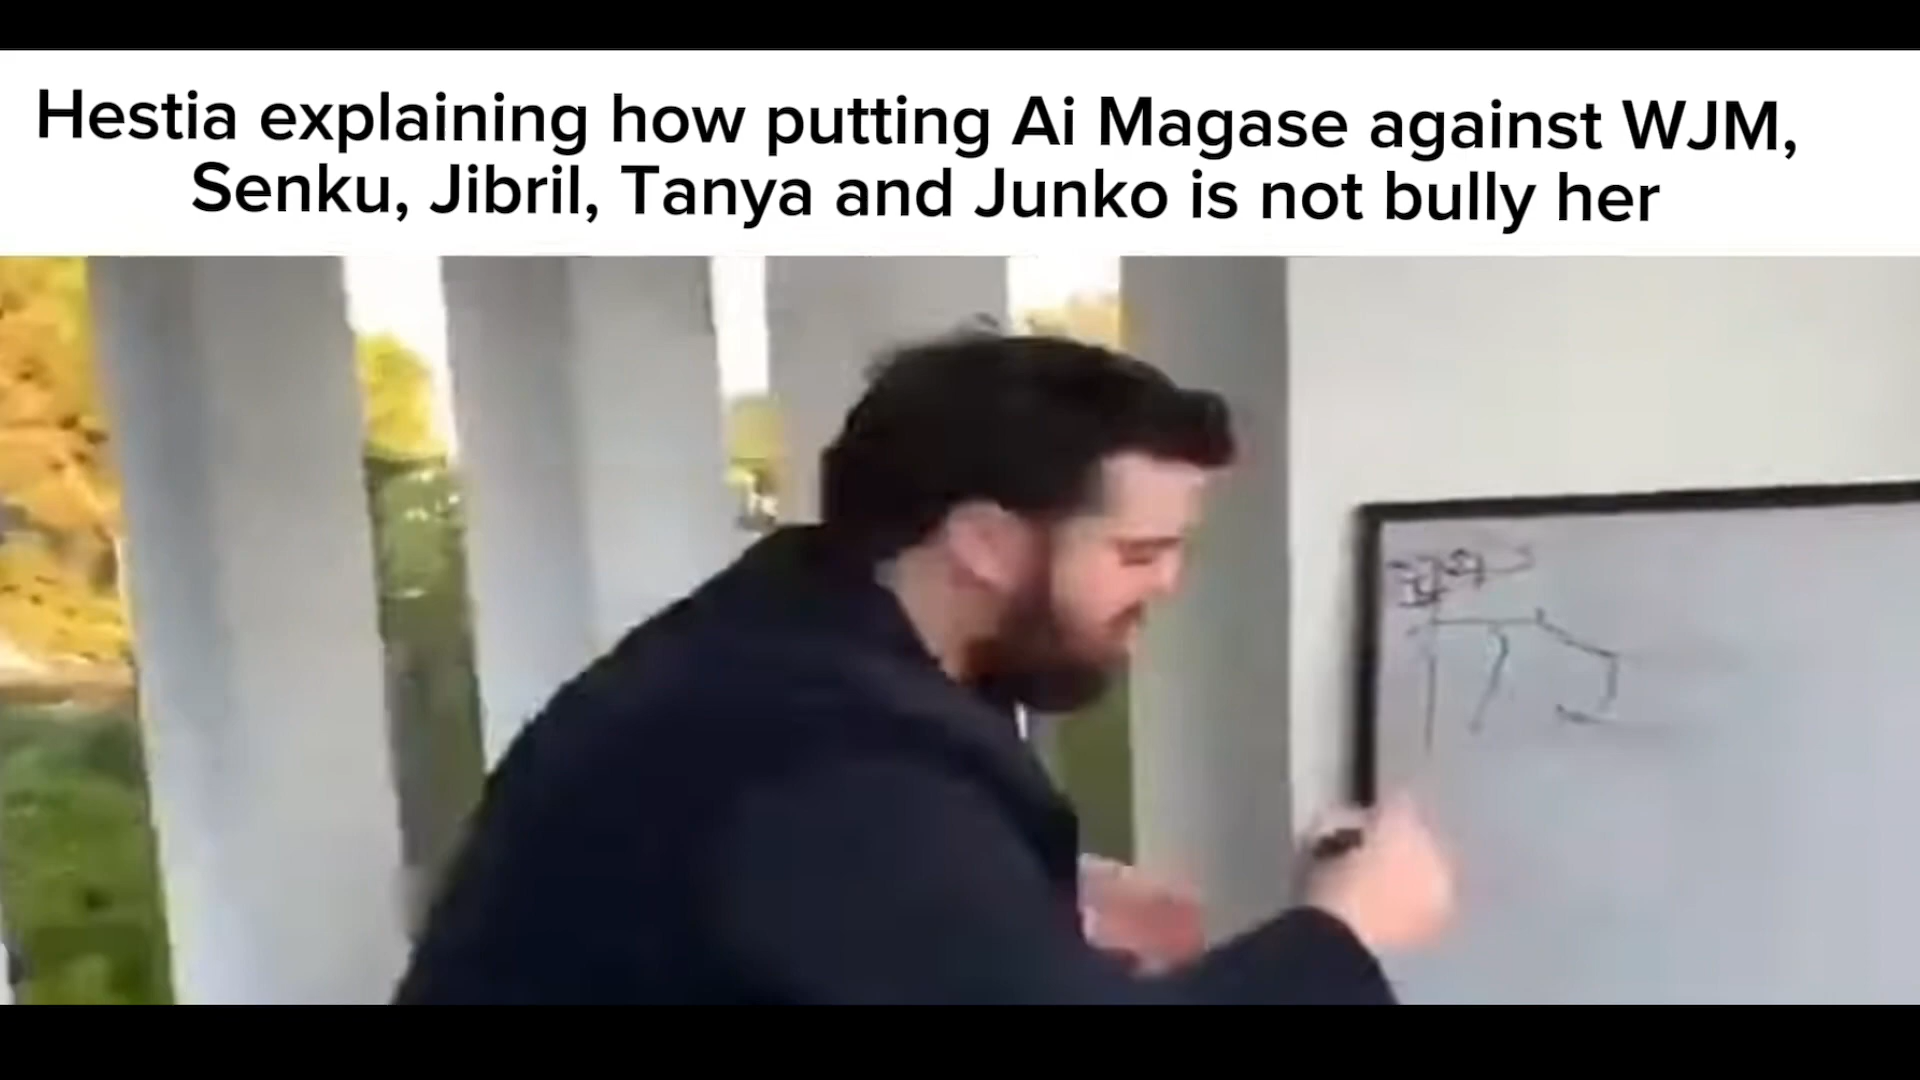 Hestia explaining how putting Ai Magase against WJM,
Senku, Jibril, Tanya and Junko is not bully her